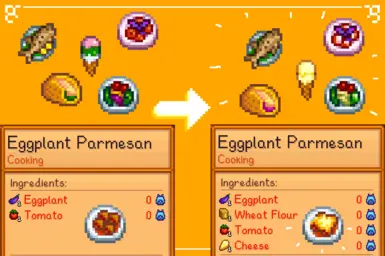 Eggplant Parmesan
Cooking
Ingredients:
Eggplant 0
Tomato 0
Eggplant Parmesan
Cooking
Ingredients:
Eggplant 0
Wheat Flour 0
Tomato 0
Cheese 0